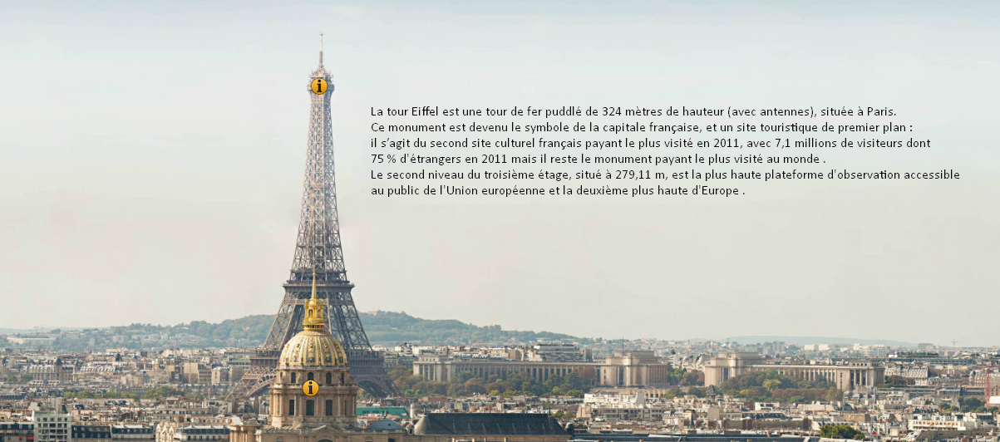 i
La tour Eiffel est une tour de fer puddlé de 324 mètres de hauteur (avec antennes), située à Paris.
Ce monument est devenu le symbole de la capitale française, et un site touristique de premier plan :
il s’agit du second site culturel français payant le plus visité en 2011, avec 7,1 millions de visiteurs dont
75 % d'étrangers en 2011 mais il reste le monument payant le plus visité au monde .
Le second niveau du troisième étage, situé à 279,11 m, est la plus haute plateforme d'observation accessible
au public de l'Union européenne et la deuxième plus haute d'Europe .
i